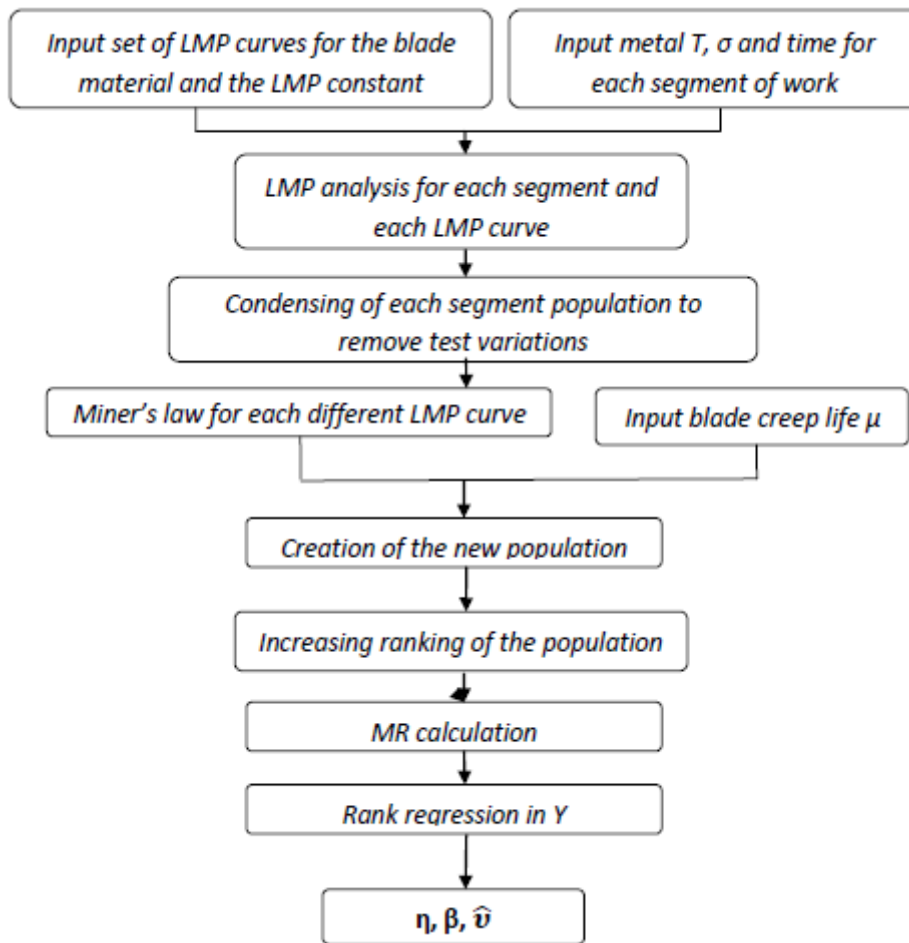 Input set of LMP curves for the blade
material and the LMP constant
Input metal T, σ and time for
each segment of work
LMP analysis for each segment and
each LMP curve
Condensing of each segment population to
remove test variations
Miner's law for each different LMP curve
Input blade creep life μ
Creation of the new population
Increasing ranking of the population
MR calculation
Rank regression in Y
η, β, υ̂